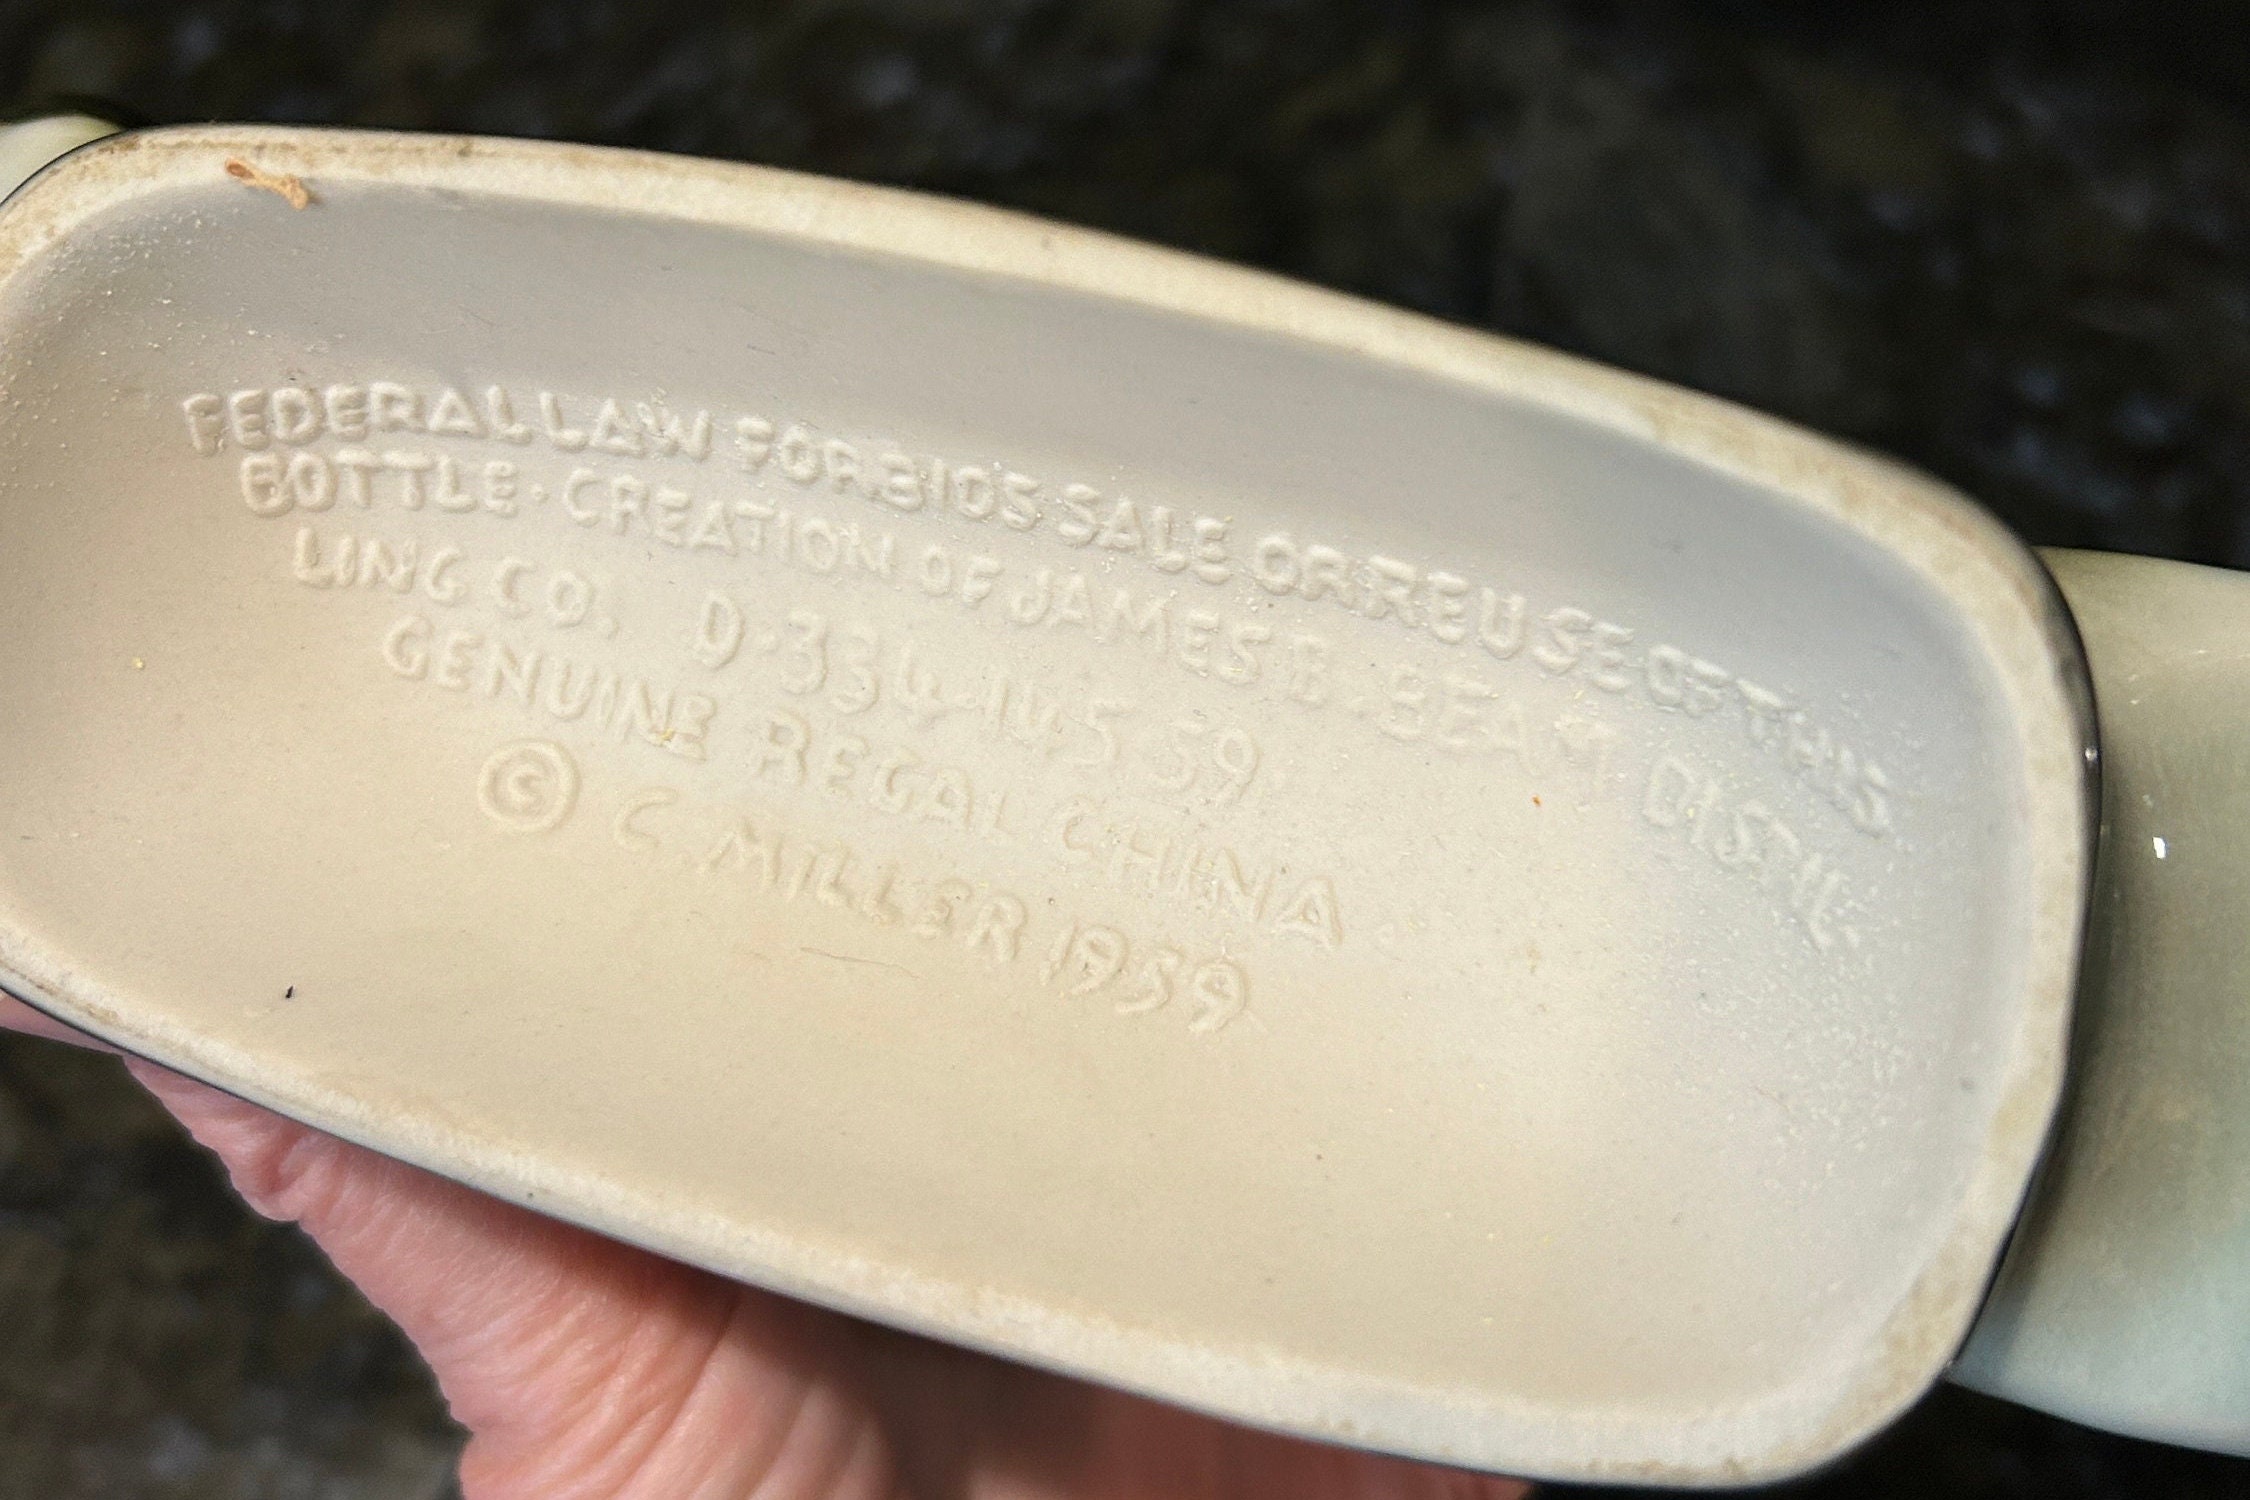 FEDERAL LAW FORBIDS SALE OR REUSE OF THIS
BOTTLE · CREATION OF JAMES B. BEAM DISTIL
LING CO. D·334·14S 59
GENUINE REGAL CHINA.
© C. MILLER 1959